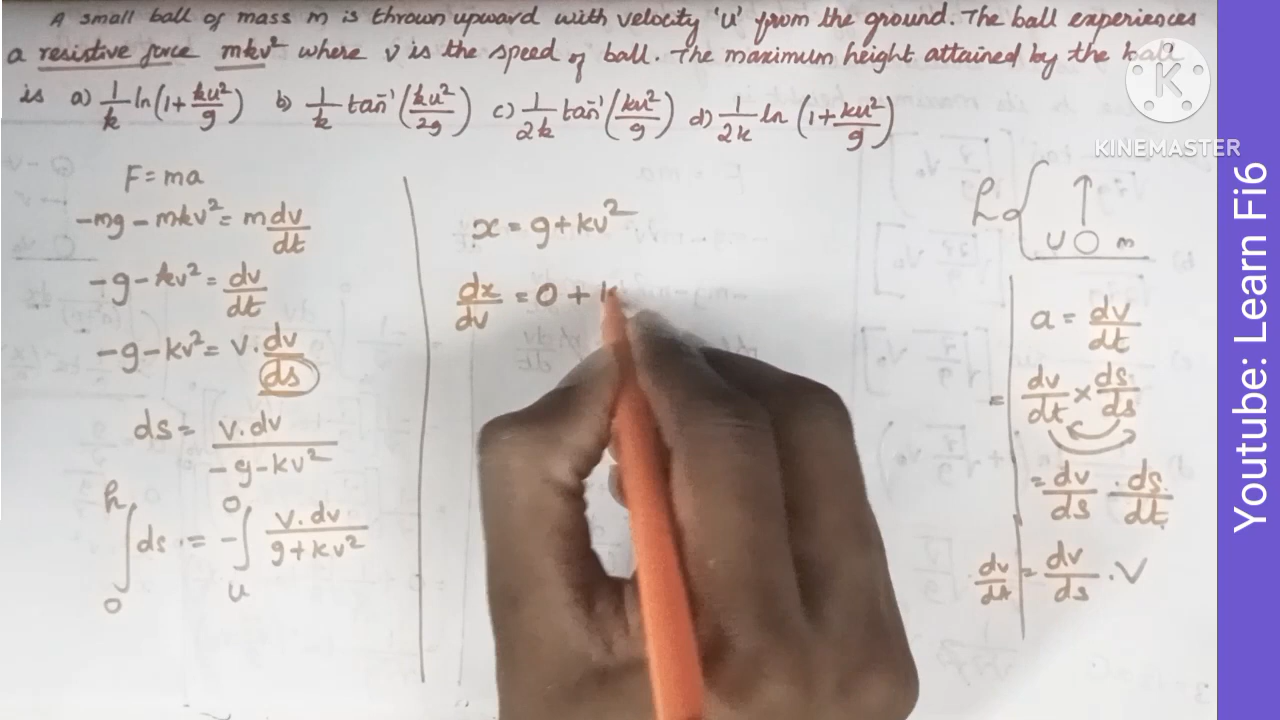 A small ball of mass m is thrown upward with velocity 'u' from the ground. The ball experiences
a resistive force mkv² where v is the speed of ball. The maximum height attained by the ball
is a) 1/k ln(1+ku²/g) b) 1/k tan⁻¹(ku²/2g) c) 1/2k tan⁻¹(ku²/g) d) 1/2k ln(1+ku²/g)
KINEMASTER
F = ma
-mg - mkv² = m dv/dt
-g - kv² = dv/dt
-g - kv² = v. dv/ds
ds = v.dv/-g-kv²
∫₀ʰ ds = -∫ᵤ⁰ v.dv/g+kv²
x = g + kv²
dx/dv = 0 + k
h
u m
a = dv/dt
= dv/dt × ds/ds
= dv/ds . ds/dt
dv/dt = dv/ds . V
Youtube: Learn Fi6